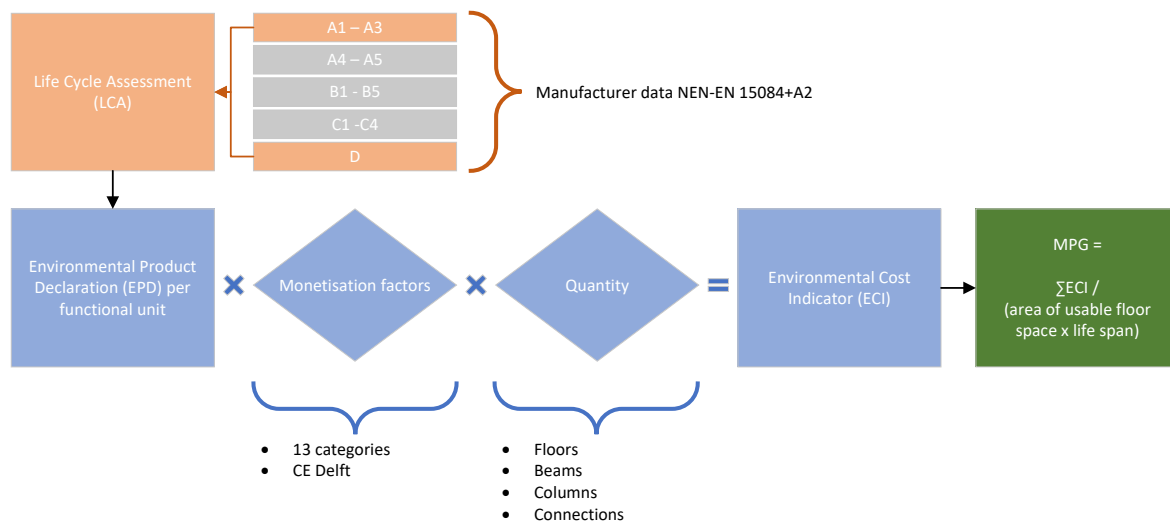 A1 – A3
A4 – A5
B1 - B5
C1 -C4
D
Life Cycle Assessment
(LCA)
Manufacturer data NEN-EN 15084+A2
Environmental Product
Declaration (EPD) per
functional unit
×
Monetisation factors
×
Quantity
=
Environmental Cost
Indicator (ECI)
MPG =
∑ECI /
(area of usable floor
space x life span)
• 13 categories
• CE Delft
• Floors
• Beams
• Columns
• Connections